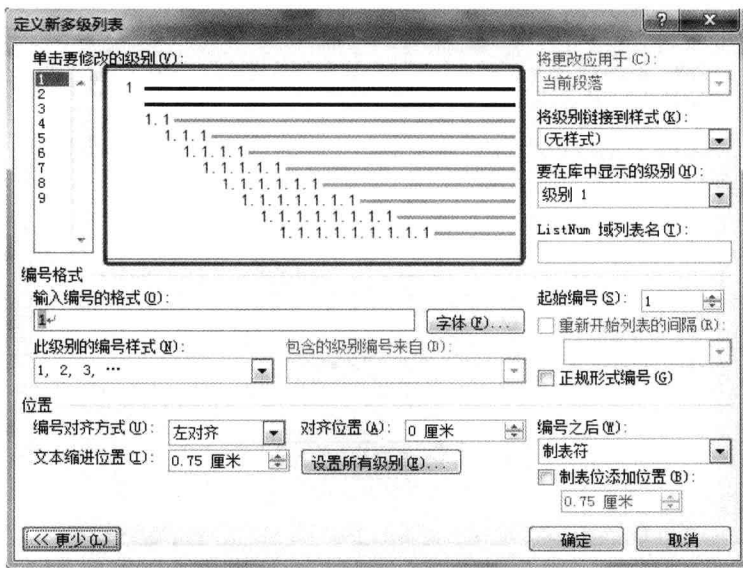 定义新多级列表
单击要修改的级别(V):
1
2
3
4
5
6
7
8
9
1
1. 1
1. 1. 1
1. 1. 1. 1
1. 1. 1. 1. 1
1. 1. 1. 1. 1. 1
1. 1. 1. 1. 1. 1. 1
1. 1. 1. 1. 1. 1. 1. 1
1. 1. 1. 1. 1. 1. 1. 1. 1
将更改应用于(C):
当前段落
将级别链接到样式(K):
(无样式)
要在库中显示的级别(H):
级别 1
ListNum 域列表名(T):
编号格式
输入编号的格式(O):
1
字体(F)...
起始编号(S): 1
重新开始列表的间隔(R):
此级别的编号样式(N):
1, 2, 3, …
包含的级别编号来自(D):
正规形式编号(G)
位置
编号对齐方式(U): 左对齐
对齐位置(A): 0 厘米
文本缩进位置(I): 0.75 厘米
设置所有级别(E)...
编号之后(W):
制表符
制表位添加位置(B):
0.75 厘米
<< 更少(L)
确定
取消